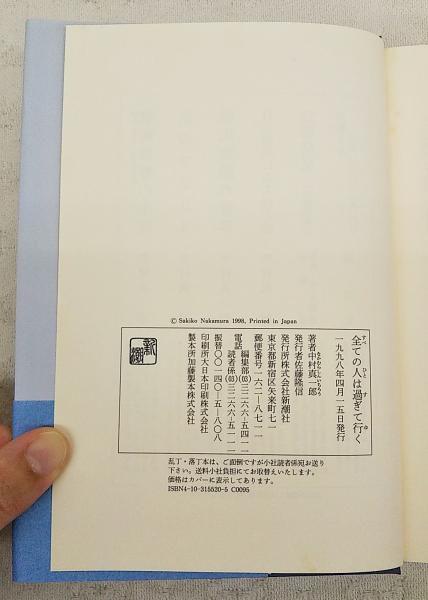 © Sakiko Nakamura 1998, Printed in Japan
全ての人は過ぎて行く
一九九八年四月一五日発行
著者中村真一郎
発行者佐藤隆信
発行所株式会社新潮社
東京都新宿区矢来町七一
郵便番号一六二―八七一一
電話 編集部(03)三二六六―五四一一
読者係(03)三二六六―五一一一
振替〇〇一四〇―五―八〇八
印刷所大日本印刷株式会社
製本所加藤製本株式会社
新潮
乱丁・落丁本は、ご面倒ですが小社読者係宛お送り
下さい。送料小社負担にてお取替えいたします。
価格はカバーに表示してあります。
ISBN4-10-315520-5 C0095